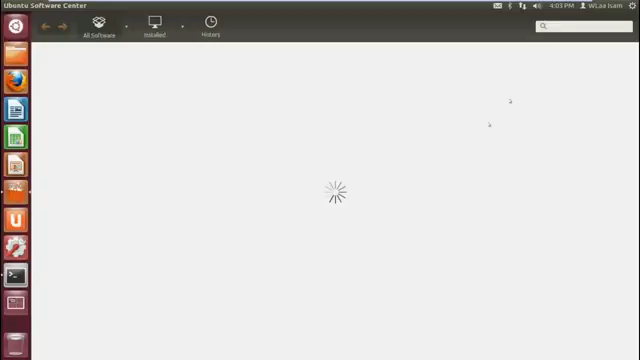 Ubuntu Software Center
4:03 PM
WLaa Isam
All Software
Installed
History